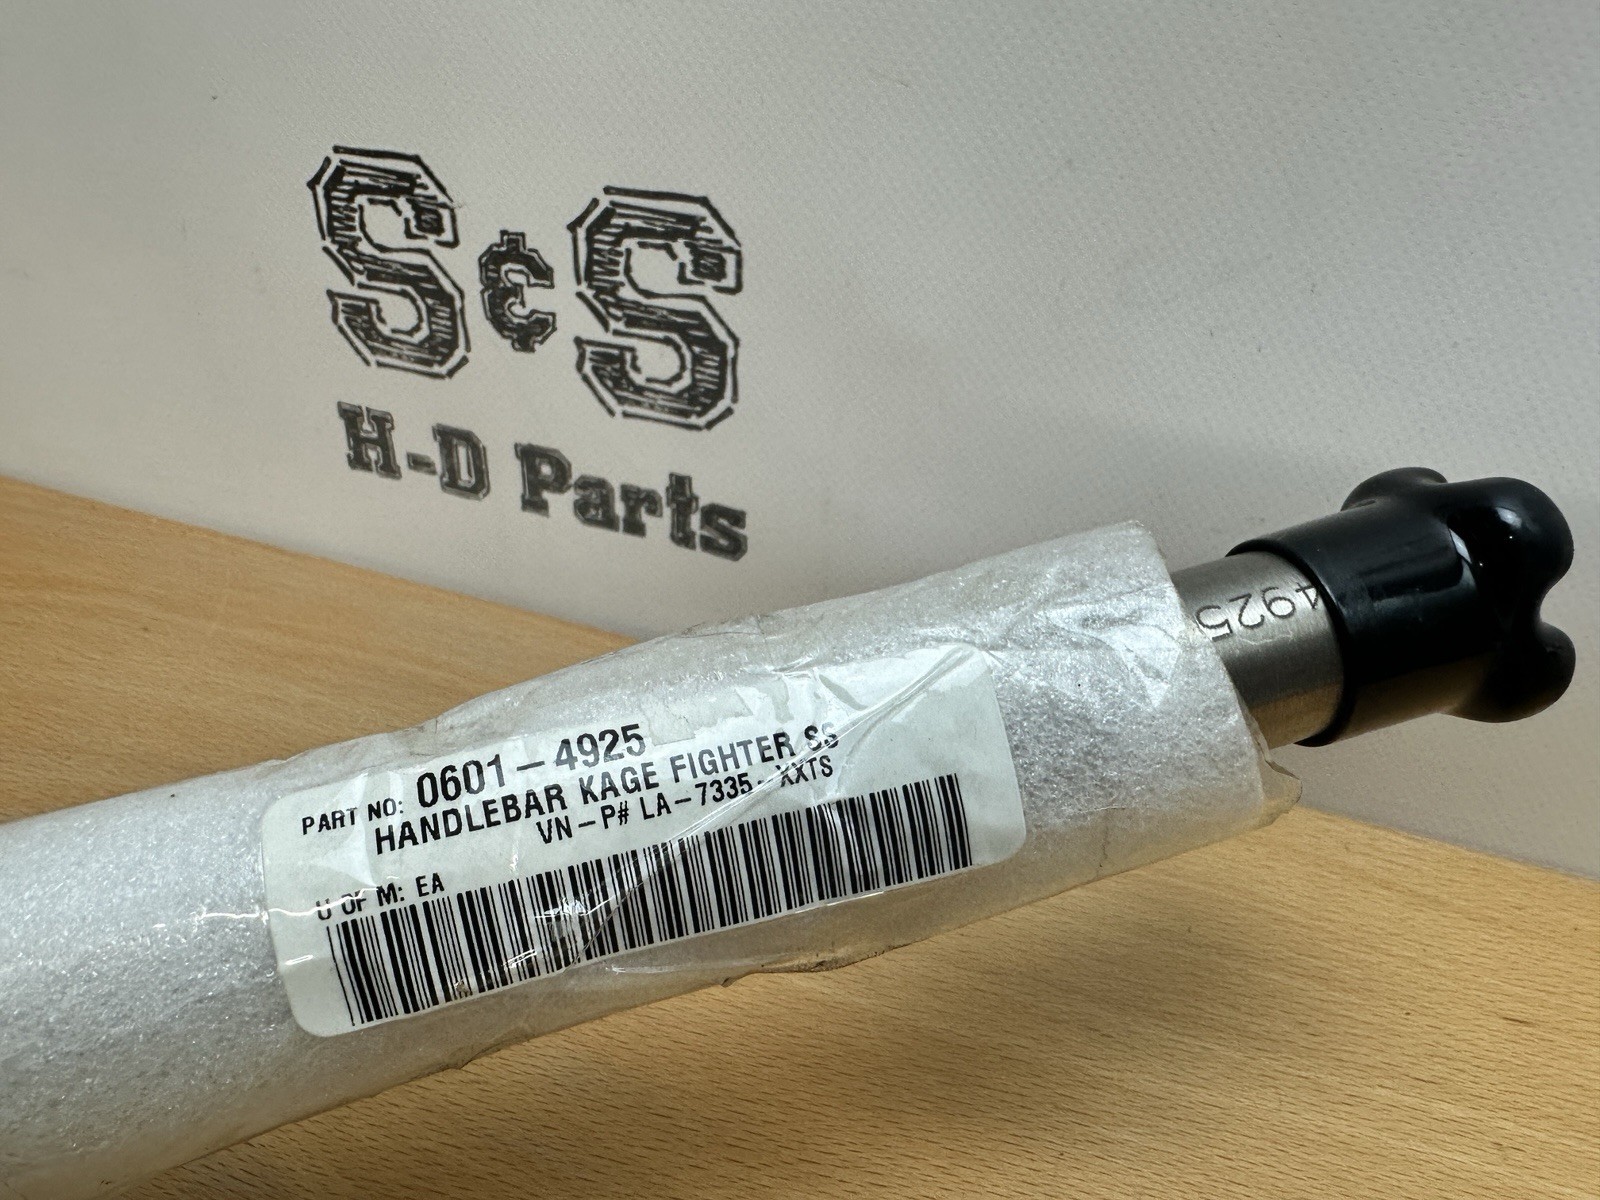 S&S
H-D Parts
4925
PART NO: 0601-4925
HANDLEBAR KAGE FIGHTER SS
VN-P# LA-7335-XXTS
U OF M: EA